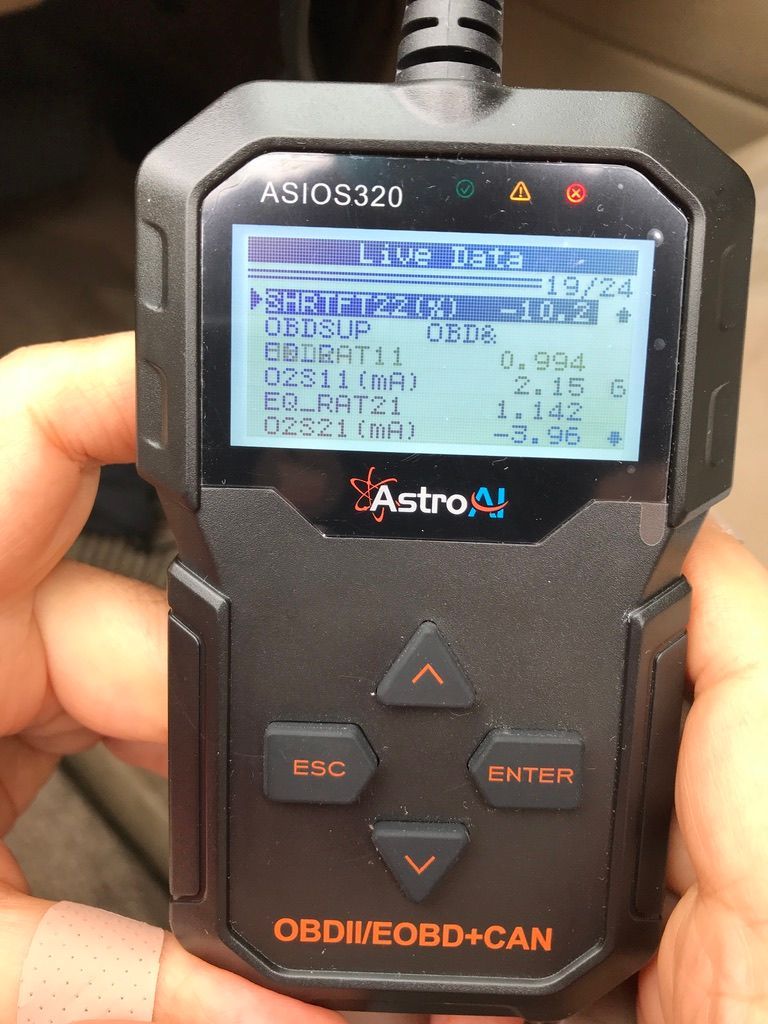 ASIOS320
Live Data
19/24
SHRTFT22(%) -10.2
OBDSUP OBD&
0.994
O2S11(mA) 2.15 G
EQ_RAT21 1.142
O2S21(mA) -3.96
AstroAI
ESC
ENTER
OBDII/EOBD+CAN